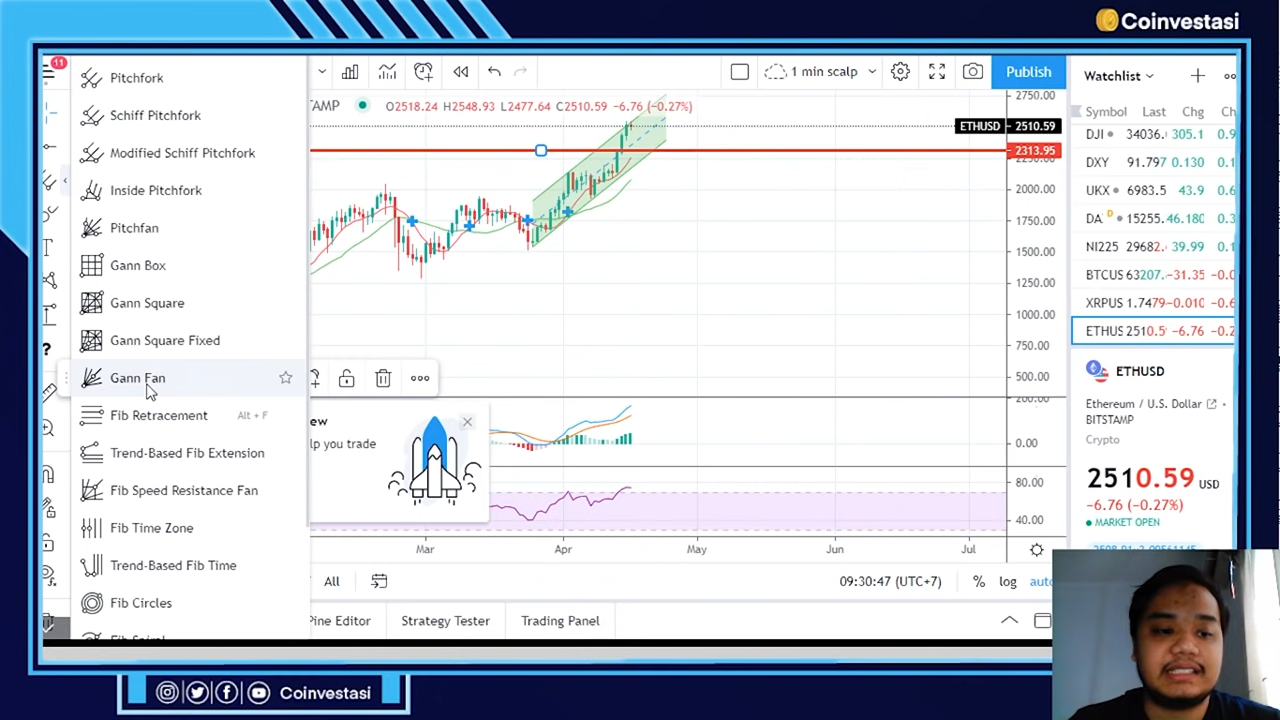 Coinvestasi
11
Pitchfork
Schiff Pitchfork
Modified Schiff Pitchfork
Inside Pitchfork
Pitchfan
Gann Box
Gann Square
Gann Square Fixed
Gann Fan
Fib Retracement Alt + F
Trend-Based Fib Extension
Fib Speed Resistance Fan
Fib Time Zone
Trend-Based Fib Time
Fib Circles
Fib Spiral
1 min scalp
Publish
TAMP O2518.24 H2548.93 L2477.64 C2510.59 -6.76 (-0.27%)
2750.00
ETHUSD 2510.59
2313.95
2000.00
1750.00
1500.00
1250.00
1000.00
750.00
500.00
200.00
0.00
80.00
40.00
ew
lp you trade
Mar Apr May Jun Jul
All
09:30:47 (UTC+7) % log auto
Pine Editor Strategy Tester Trading Panel
Watchlist
Symbol Last Chg
DJI 34036. 305.1 0.9
DXY 91.797 0.130
UKX 6983.5 43.9
DA D 15255. 46.180
NI225 29682. 39.99
BTCUS 63207. -31.35
XRPUS 1.7479 -0.010
ETHUS 2510.5 -6.76
ETHUSD
Ethereum / U.S. Dollar
BITSTAMP
Crypto
2510.59 USD
-6.76 (-0.27%)
MARKET OPEN
Coinvestasi